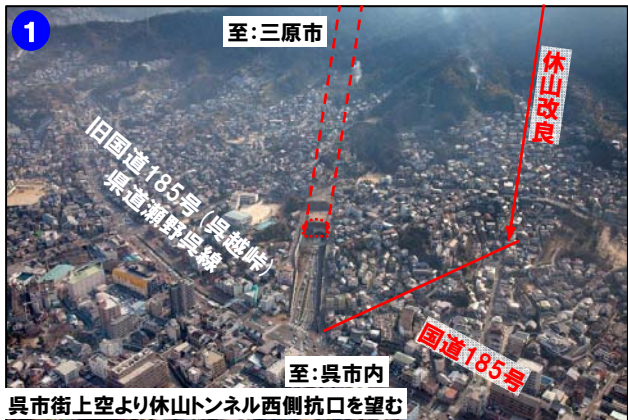 1
至:三原市
休山改良
旧国道185号(呉越峠)
県道瀬野呉線
国道185号
至:呉市内
呉市街上空より休山トンネル西側抗口を望む